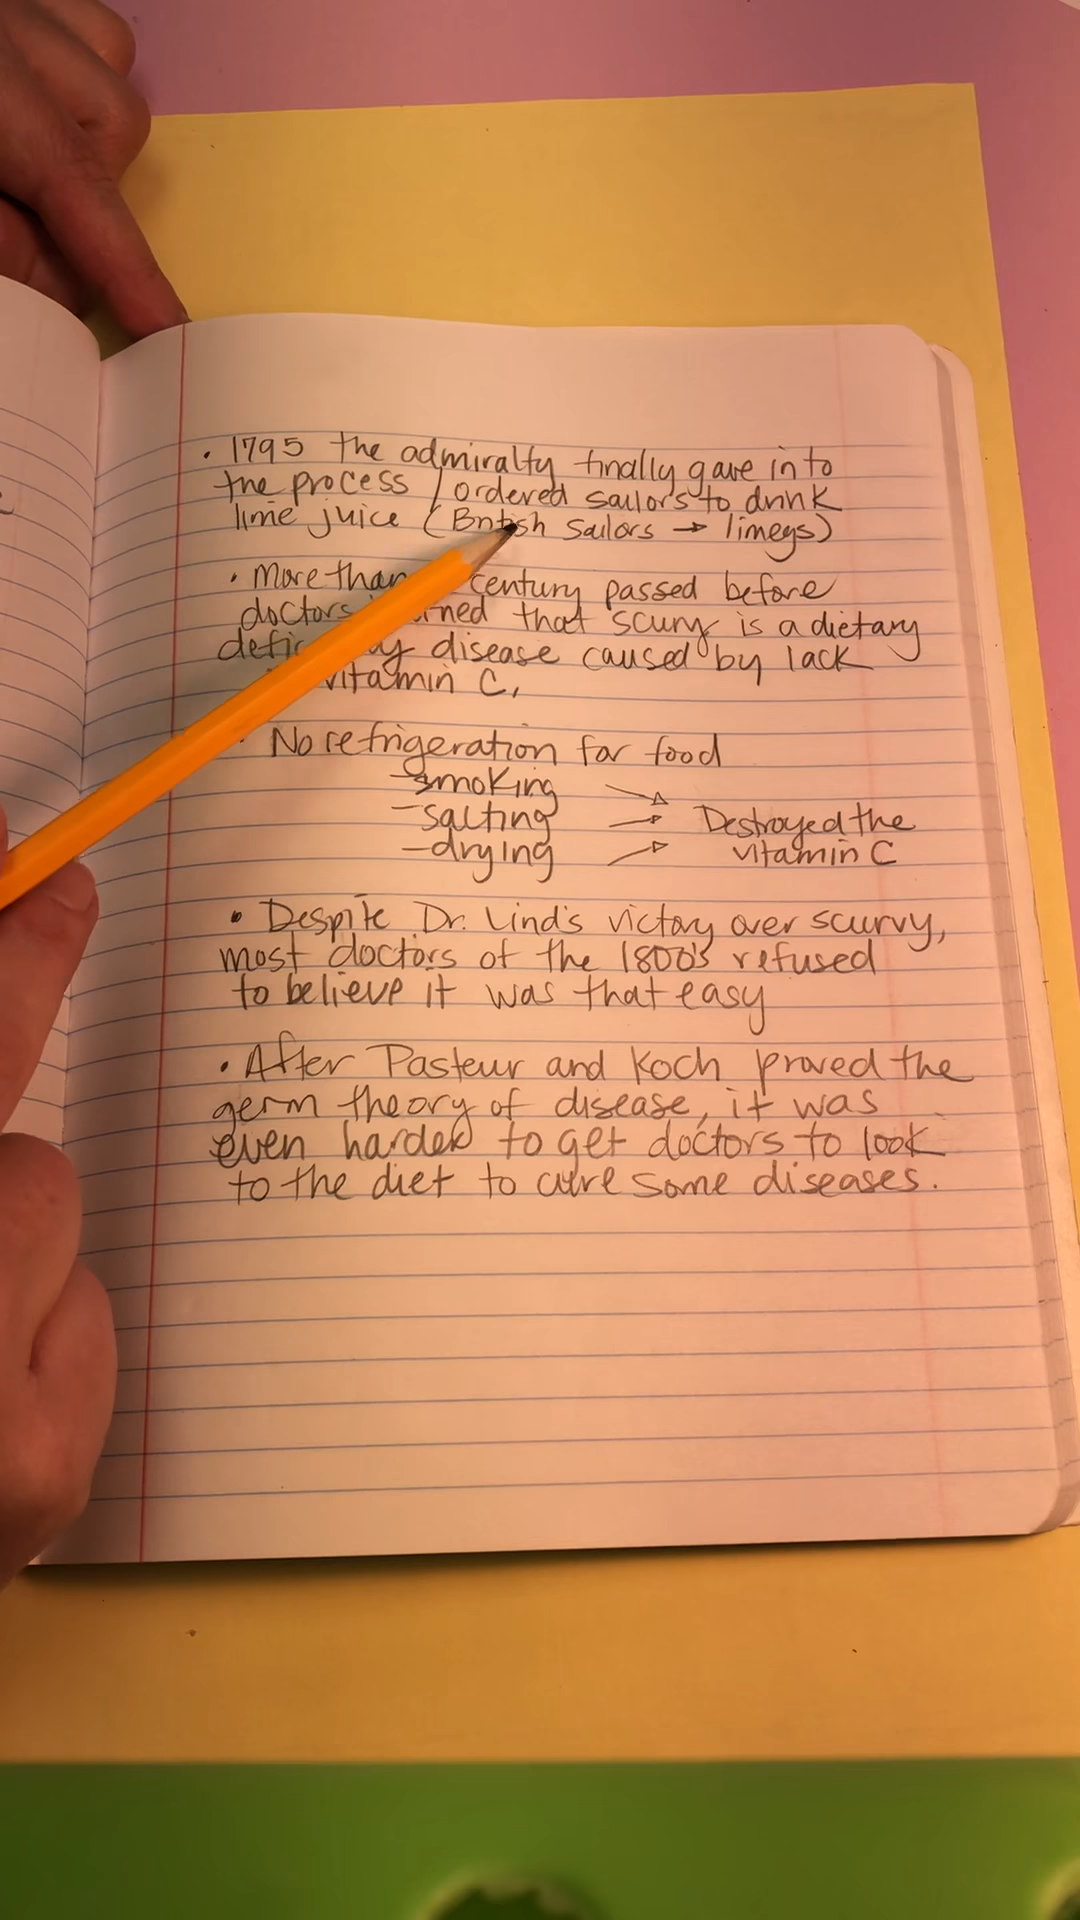 • 1795 the admiralty finally gave in to
the process / ordered sailors to drink
lime juice (British Sailors → limeys)
• More than century passed before
doctors that scurvy is a dietary
disease caused by lack
vitamin C.
• No refrigeration for food
- smoking
- salting → Destroyed the
- drying vitamin C
• Despite Dr. Lind's victory over scurvy,
most doctors of the 1800's refused
to believe it was that easy
• After Pasteur and Koch proved the
germ theory of disease, it was
even harder to get doctors to look
to the diet to cure some diseases.